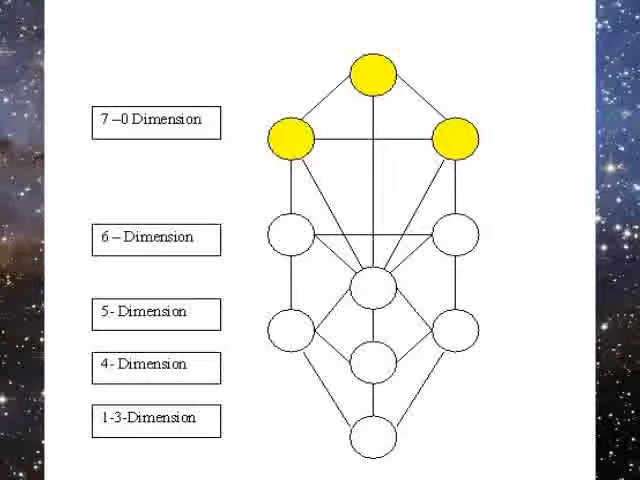 7 –0 Dimension
6 – Dimension
5- Dimension
4- Dimension
1-3-Dimension